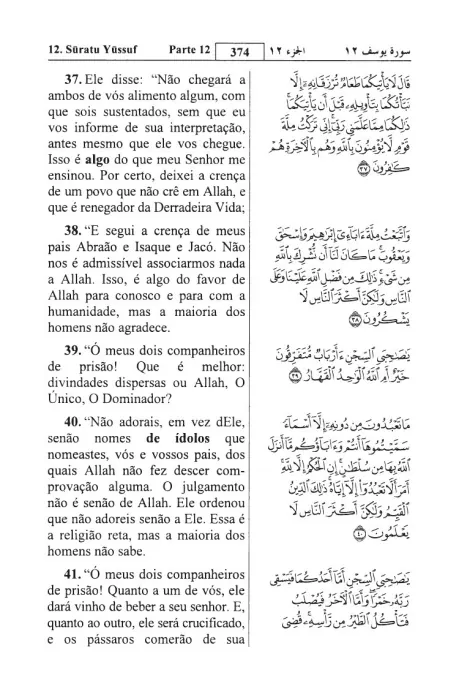 12. Sūratu Yūssuf Parte 12 374 الجزء ١٢ سورة يوسف ١٢
37. Ele disse: “Não chegará a
ambos de vós alimento algum, com
que sois sustentados, sem que eu
vos informe de sua interpretação,
antes mesmo que ele vos chegue.
Isso é algo do que meu Senhor me
ensinou. Por certo, deixei a crença
de um povo que não crê em Allah, e
que é renegador da Derradeira Vida;
38. “E segui a crença de meus
pais Abraão e Isaque e Jacó. Não
nos é admissível associarmos nada
a Allah. Isso, é algo do favor de
Allah para conosco e para com a
humanidade, mas a maioria dos
homens não agradece.
39. “Ó meus dois companheiros
de prisão! Que é melhor:
divindades dispersas ou Allah, O
Único, O Dominador?
40. “Não adorais, em vez dEle,
senão nomes de ídolos que
nomeastes, vós e vossos pais, dos
quais Allah não fez descer com-
provação alguma. O julgamento
não é senão de Allah. Ele ordenou
que não adoreis senão a Ele. Essa é
a religião reta, mas a maioria dos
homens não sabe.
41. “Ó meus dois companheiros
de prisão! Quanto a um de vós, ele
dará vinho de beber a seu senhor. E,
quanto ao outro, ele será crucificado,
e os pássaros comerão de sua
قَالَ لَا يَأْتِيكُمَا طَعَامٌ تُرْزَقَانِهِۦٓ إِلَّا
نَبَّأْتُكُمَا بِتَأْوِيلِهِۦ قَبْلَ أَن يَأْتِيَكُمَا
ذَٰلِكُمَا مِمَّا عَلَّمَنِى رَبِّىٓ إِنِّى تَرَكْتُ مِلَّةَ
قَوْمٍ لَّا يُؤْمِنُونَ بِٱللَّهِ وَهُم بِٱلْءَاخِرَةِ هُمْ
كَٰفِرُونَ ٣٧
وَٱتَّبَعْتُ مِلَّةَ ءَابَآءِىٓ إِبْرَٰهِيمَ وَإِسْحَٰقَ
وَيَعْقُوبَ مَا كَانَ لَنَآ أَن نُّشْرِكَ بِٱللَّهِ
مِن شَىْءٍ ذَٰلِكَ مِن فَضْلِ ٱللَّهِ عَلَيْنَا وَعَلَى
ٱلنَّاسِ وَلَٰكِنَّ أَكْثَرَ ٱلنَّاسِ لَا
يَشْكُرُونَ ٣٨
يَٰصَىٰحِبَىِ ٱلسِّجْنِ ءَأَرْبَابٌ مُّتَفَرِّقُونَ
خَيْرٌ أَمِ ٱللَّهُ ٱلْوَٰحِدُ ٱلْقَهَّارُ ٣٩
مَا تَعْبُدُونَ مِن دُونِهِۦٓ إِلَّآ أَسْمَآءً
سَمَّيْتُمُوهَآ أَنتُمْ وَءَابَآؤُكُم مَّآ أَنزَلَ
ٱللَّهُ بِهَا مِن سُلْطَٰنٍ إِنِ ٱلْحُكْمُ إِلَّا لِلَّهِ
أَمَرَ أَلَّا تَعْبُدُوٓا۟ إِلَّآ إِيَّاهُ ذَٰلِكَ ٱلدِّينُ
ٱلْقَيِّمُ وَلَٰكِنَّ أَكْثَرَ ٱلنَّاسِ لَا
يَعْلَمُونَ ٤٠
يَٰصَىٰحِبَىِ ٱلسِّجْنِ أَمَّآ أَحَدُكُمَا فَيَسْقِى
رَبَّهُۥ خَمْرًا وَأَمَّا ٱلْءَاخَرُ فَيُصْلَبُ
فَتَأْكُلُ ٱلطَّيْرُ مِن رَّأْسِهِۦ قُضِىَ